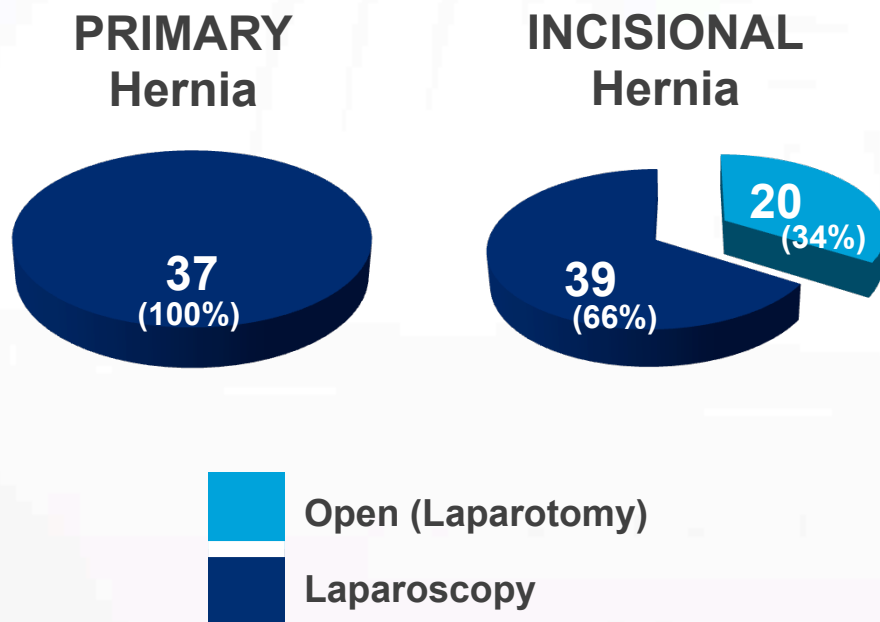 PRIMARY
Hernia
37
(100%)
INCISIONAL
Hernia
20
(34%)
39
(66%)
Open (Laparotomy)
Laparoscopy